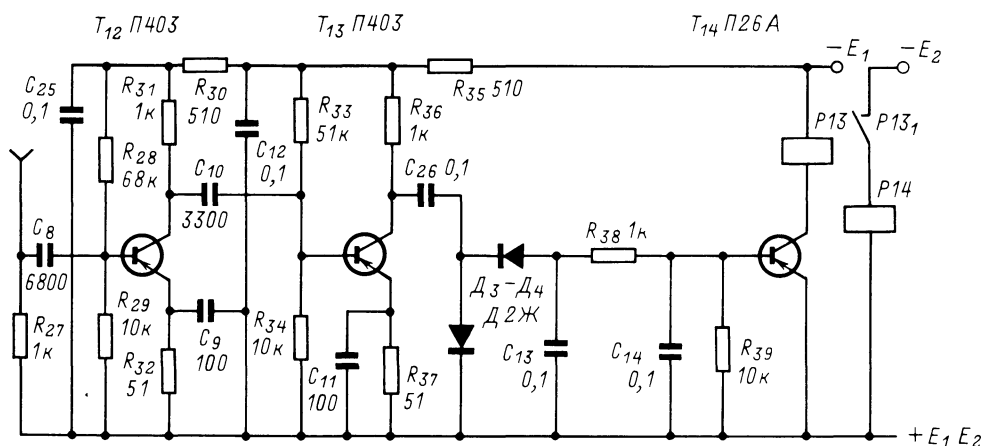 T12 П403
T13 П403
T14 П26А
C25
0,1
R31
1к
R30
510
R33
51к
R35 510
R36
1к
−E1
−E2
P13
P131
R28
68к
C10
3300
C12
0,1
C26 0,1
P14
C8
6800
R38 1к
Д3−Д4
Д2Ж
R27
1к
R29
10к
R32
51
C9
100
R34
10к
C11
100
R37
51
C13
0,1
C14
0,1
R39
10к
+E1 E2